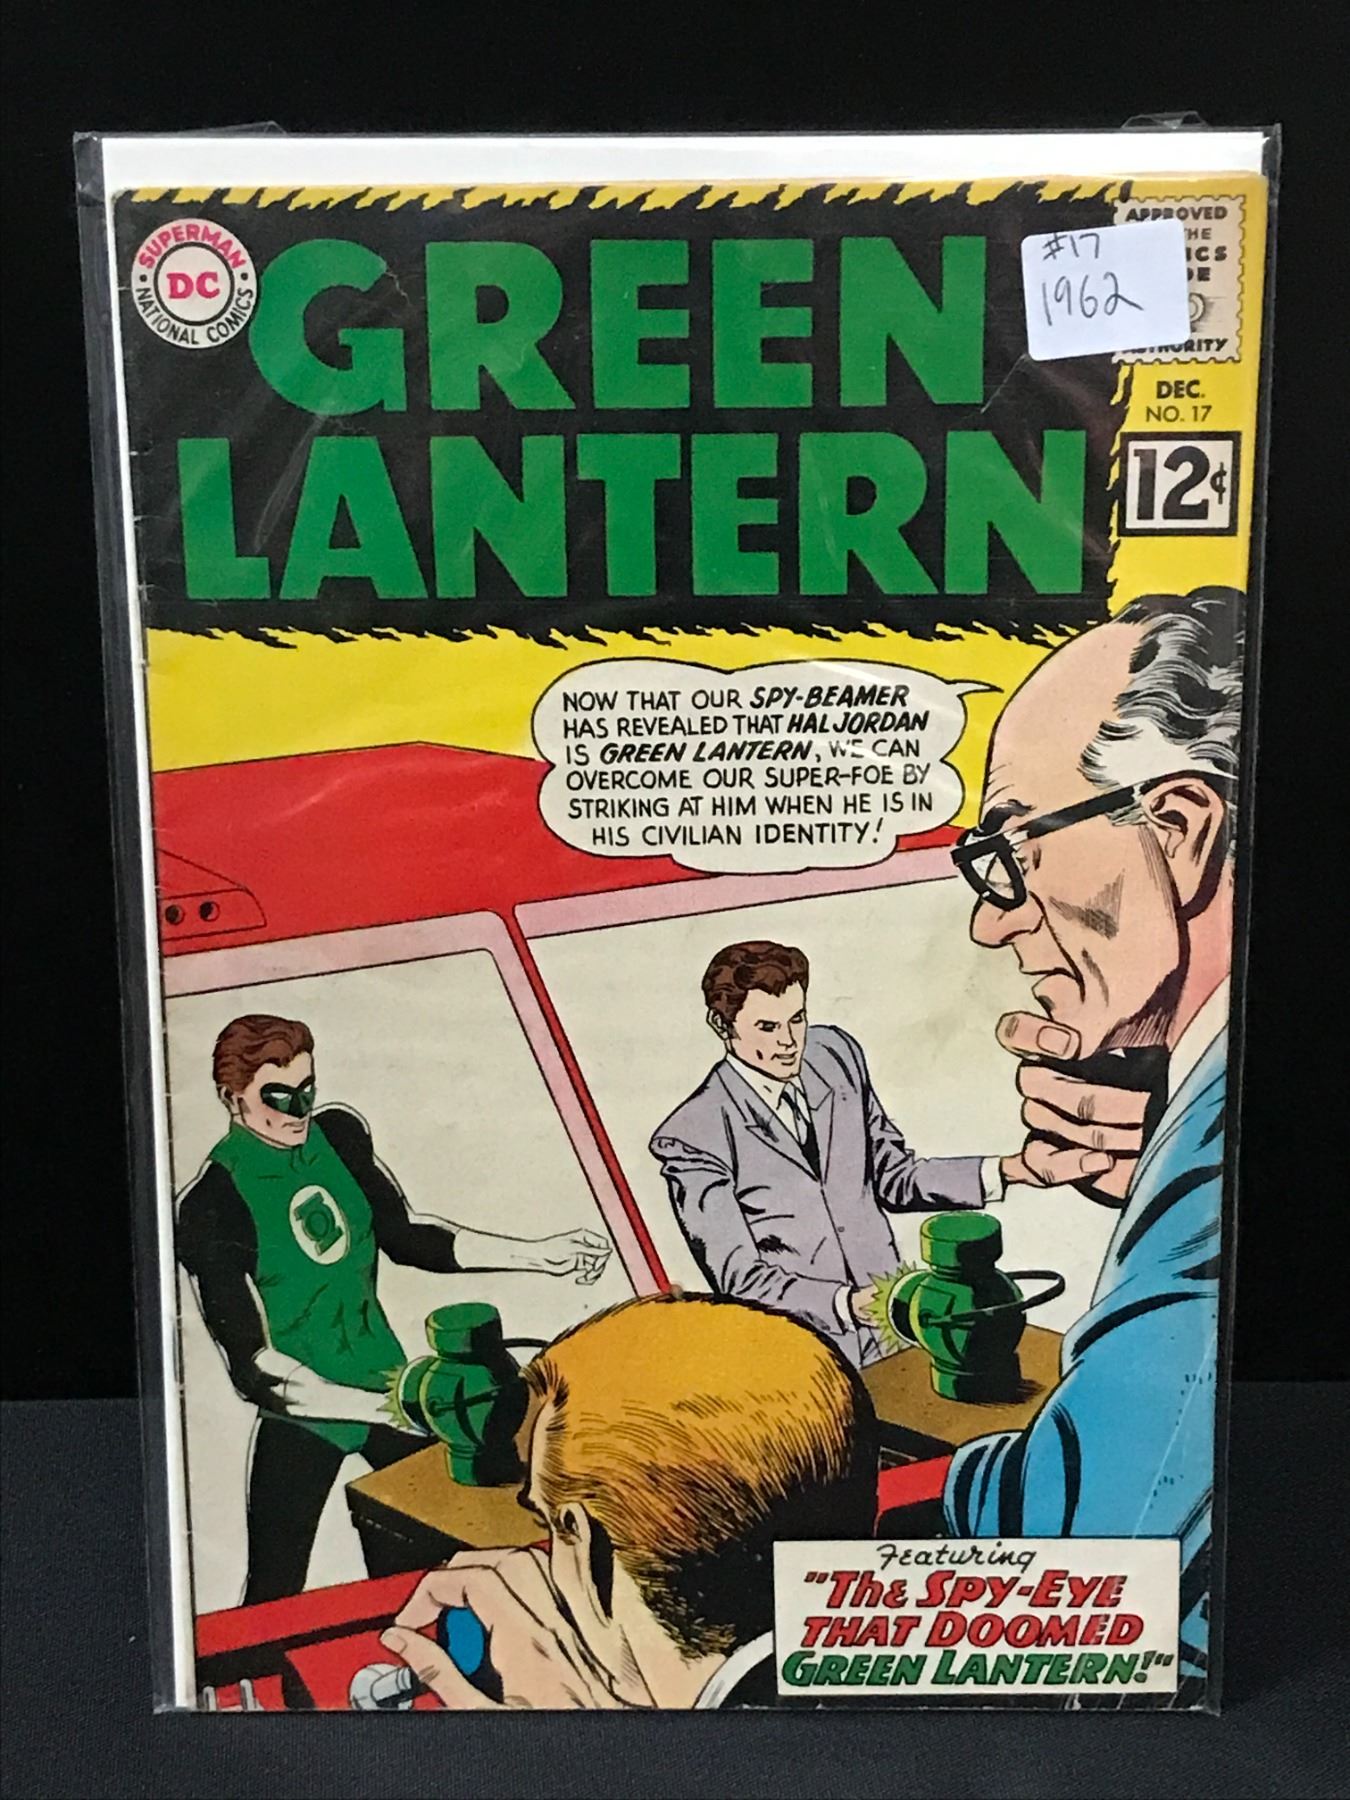 SUPERMAN
DC
NATIONAL COMICS
GREEN
LANTERN
#17
1962
APPROVED
THE
ICS
DE
AUTHORITY
DEC.
NO. 17
12¢
NOW THAT OUR SPY-BEAMER
HAS REVEALED THAT HAL JORDAN
IS GREEN LANTERN, WE CAN
OVERCOME OUR SUPER-FOE BY
STRIKING AT HIM WHEN HE IS IN
HIS CIVILIAN IDENTITY!
Featuring
"THE SPY-EYE
THAT DOOMED
GREEN LANTERN!"